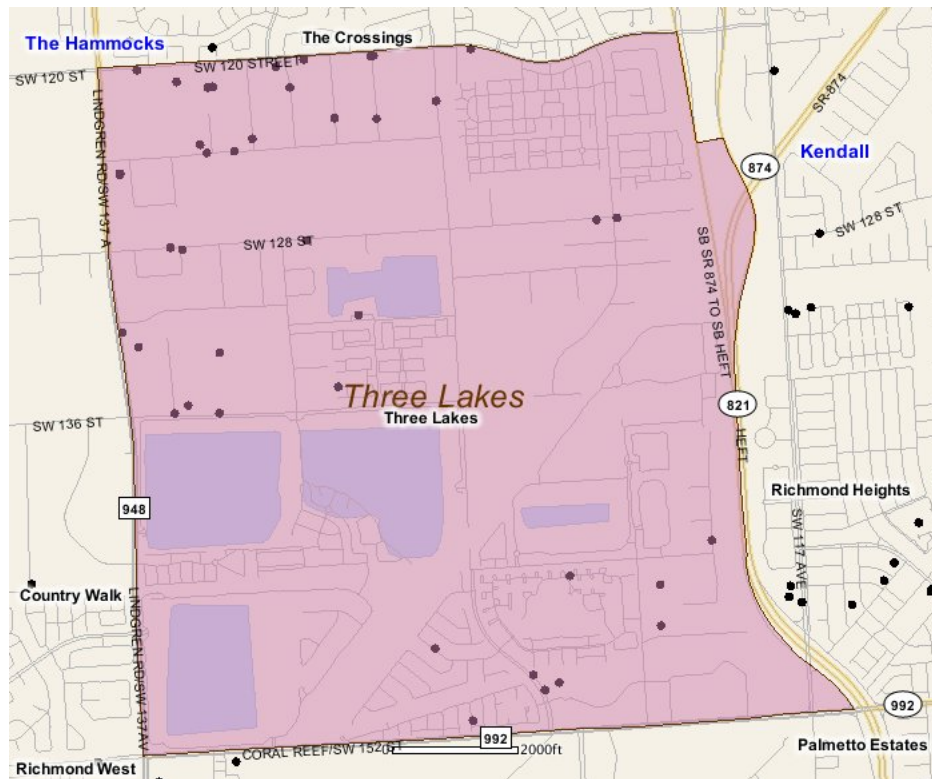 The Hammocks
The Crossings
SW 120 ST
SW 120 STREET
LINDGREN RD/SW 137 A
SR-874
874
Kendall
SW 128 ST
SW 128 ST
SB SR 874 TO SB HEFT
Three Lakes
Three Lakes
821
HEFT
SW 136 ST
Richmond Heights
948
SW 117 AVE
Country Walk
LINDGREN RD/SW 137 AV
992
992
CORAL REEF/SW 152 ST
0
2000ft
Palmetto Estates
Richmond West